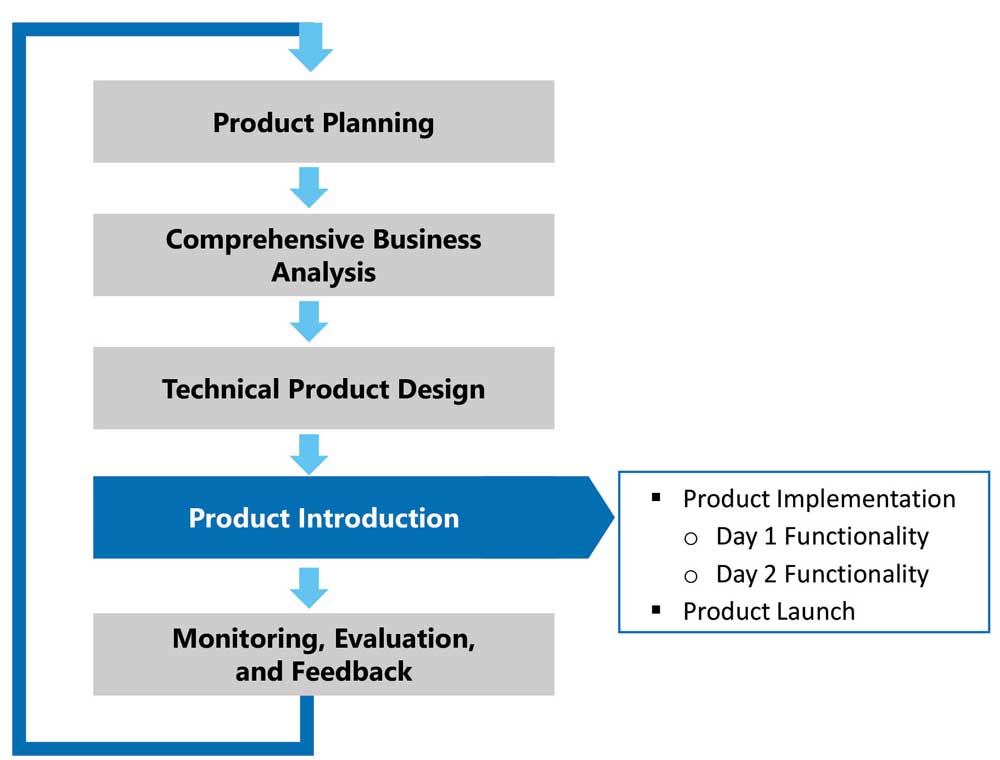 Product Planning
Comprehensive Business
Analysis
Technical Product Design
Product Introduction
▪ Product Implementation
o Day 1 Functionality
o Day 2 Functionality
▪ Product Launch
Monitoring, Evaluation,
and Feedback